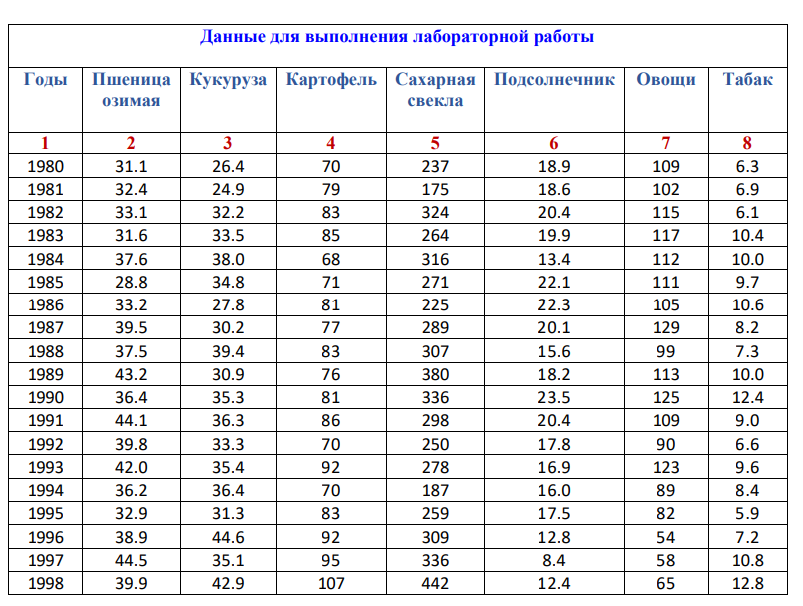 Данные для выполнения лабораторной работы
Годы Пшеница озимая Кукуруза Картофель Сахарная свекла Подсолнечник Овощи Табак
1 2 3 4 5 6 7 8
1980 31.1 26.4 70 237 18.9 109 6.3
1981 32.4 24.9 79 175 18.6 102 6.9
1982 33.1 32.2 83 324 20.4 115 6.1
1983 31.6 33.5 85 264 19.9 117 10.4
1984 37.6 38.0 68 316 13.4 112 10.0
1985 28.8 34.8 71 271 22.1 111 9.7
1986 33.2 27.8 81 225 22.3 105 10.6
1987 39.5 30.2 77 289 20.1 129 8.2
1988 37.5 39.4 83 307 15.6 99 7.3
1989 43.2 30.9 76 380 18.2 113 10.0
1990 36.4 35.3 81 336 23.5 125 12.4
1991 44.1 36.3 86 298 20.4 109 9.0
1992 39.8 33.3 70 250 17.8 90 6.6
1993 42.0 35.4 92 278 16.9 123 9.6
1994 36.2 36.4 70 187 16.0 89 8.4
1995 32.9 31.3 83 259 17.5 82 5.9
1996 38.9 44.6 92 309 12.8 54 7.2
1997 44.5 35.1 95 336 8.4 58 10.8
1998 39.9 42.9 107 442 12.4 65 12.8